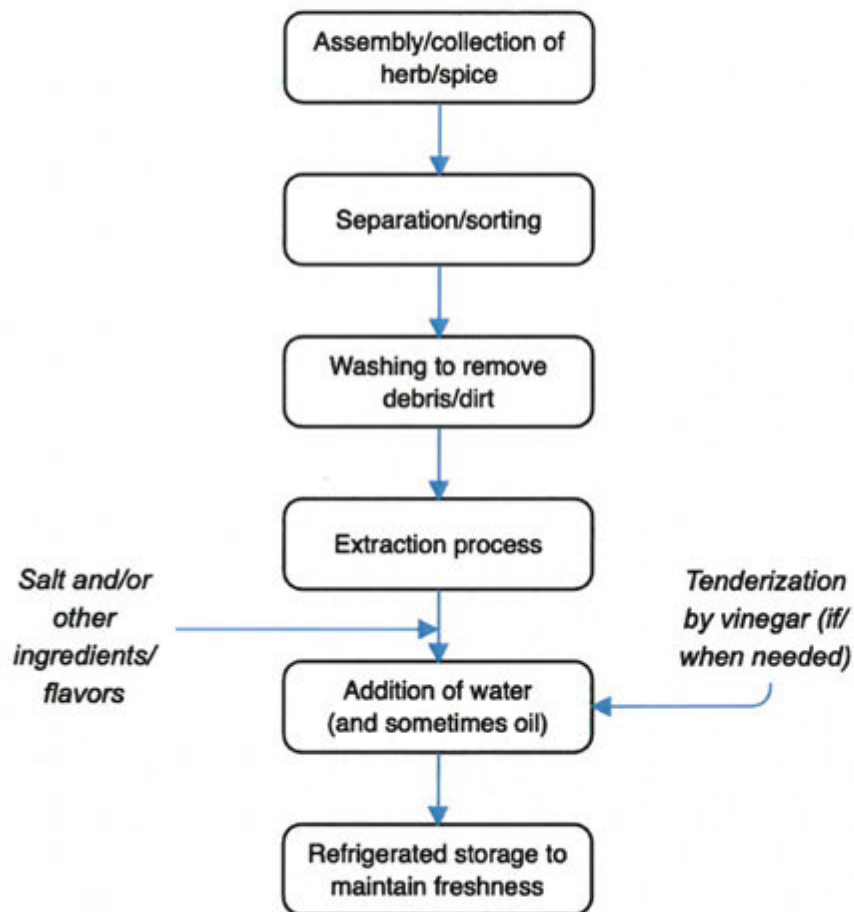 Assembly/collection of
herb/spice
Separation/sorting
Washing to remove
debris/dirt
Extraction process
Salt and/or
other
ingredients/
flavors
Tenderization
by vinegar (if/
when needed)
Addition of water
(and sometimes oil)
Refrigerated storage to
maintain freshness